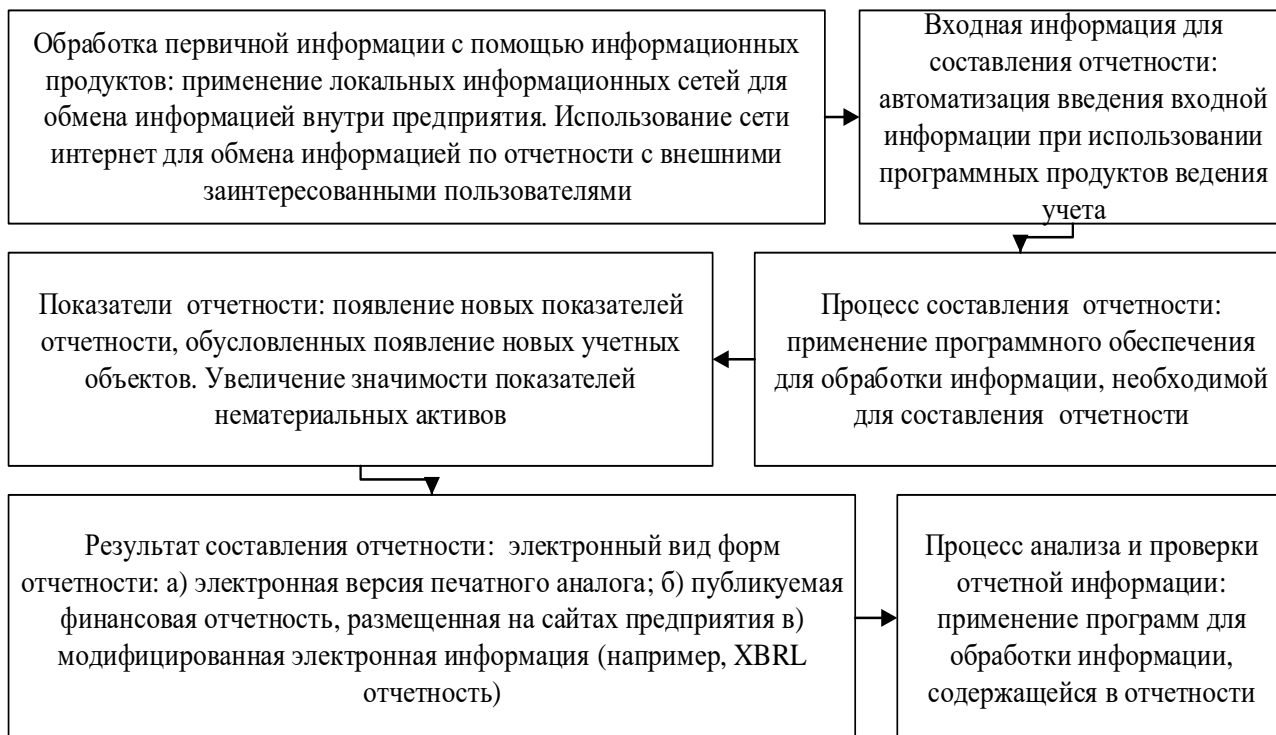 Обработка первичной информации с помощью информационных
продуктов: применение локальных информационных сетей для
обмена информацией внутри предприятия. Использование сети
интернет для обмена информацией по отчетности с внешними
заинтересованными пользователями
Входная информация для
составления отчетности:
автоматизация введения входной
информации при использовании
программных продуктов ведения
учета
Процесс составления отчетности:
применение программного обеспечения
для обработки информации, необходимой
для составления отчетности
Показатели отчетности: появление новых показателей
отчетности, обусловленных появление новых учетных
объектов. Увеличение значимости показателей
нематериальных активов
Результат составления отчетности: электронный вид форм
отчетности: а) электронная версия печатного аналога; б) публикуемая
финансовая отчетность, размещенная на сайтах предприятия в)
модифицированная электронная информация (например, XBRL
отчетность)
Процесс анализа и проверки
отчетной информации:
применение программ для
обработки информации,
содержащейся в отчетности